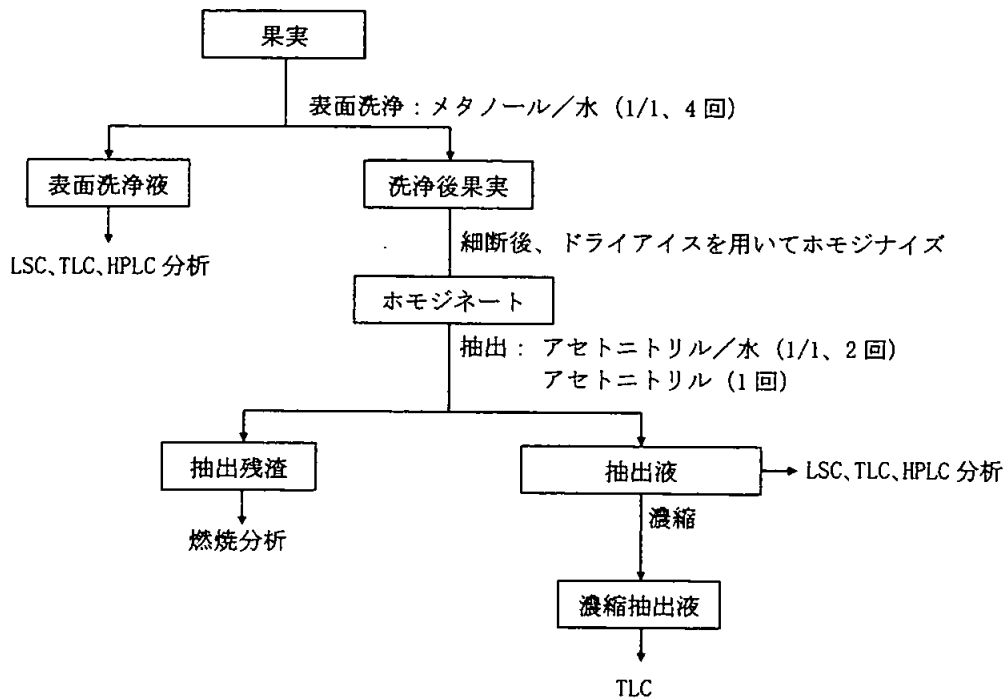 果実
表面洗浄：メタノール／水 (1/1、4回)
表面洗浄液
洗浄後果実
細断後、ドライアイスを用いてホモジナイズ
LSC、TLC、HPLC 分析
ホモジネート
抽出： アセトニトリル／水 (1/1、2回)
アセトニトリル (1回)
抽出残渣
抽出液
LSC、TLC、HPLC 分析
濃縮
燃焼分析
濃縮抽出液
TLC